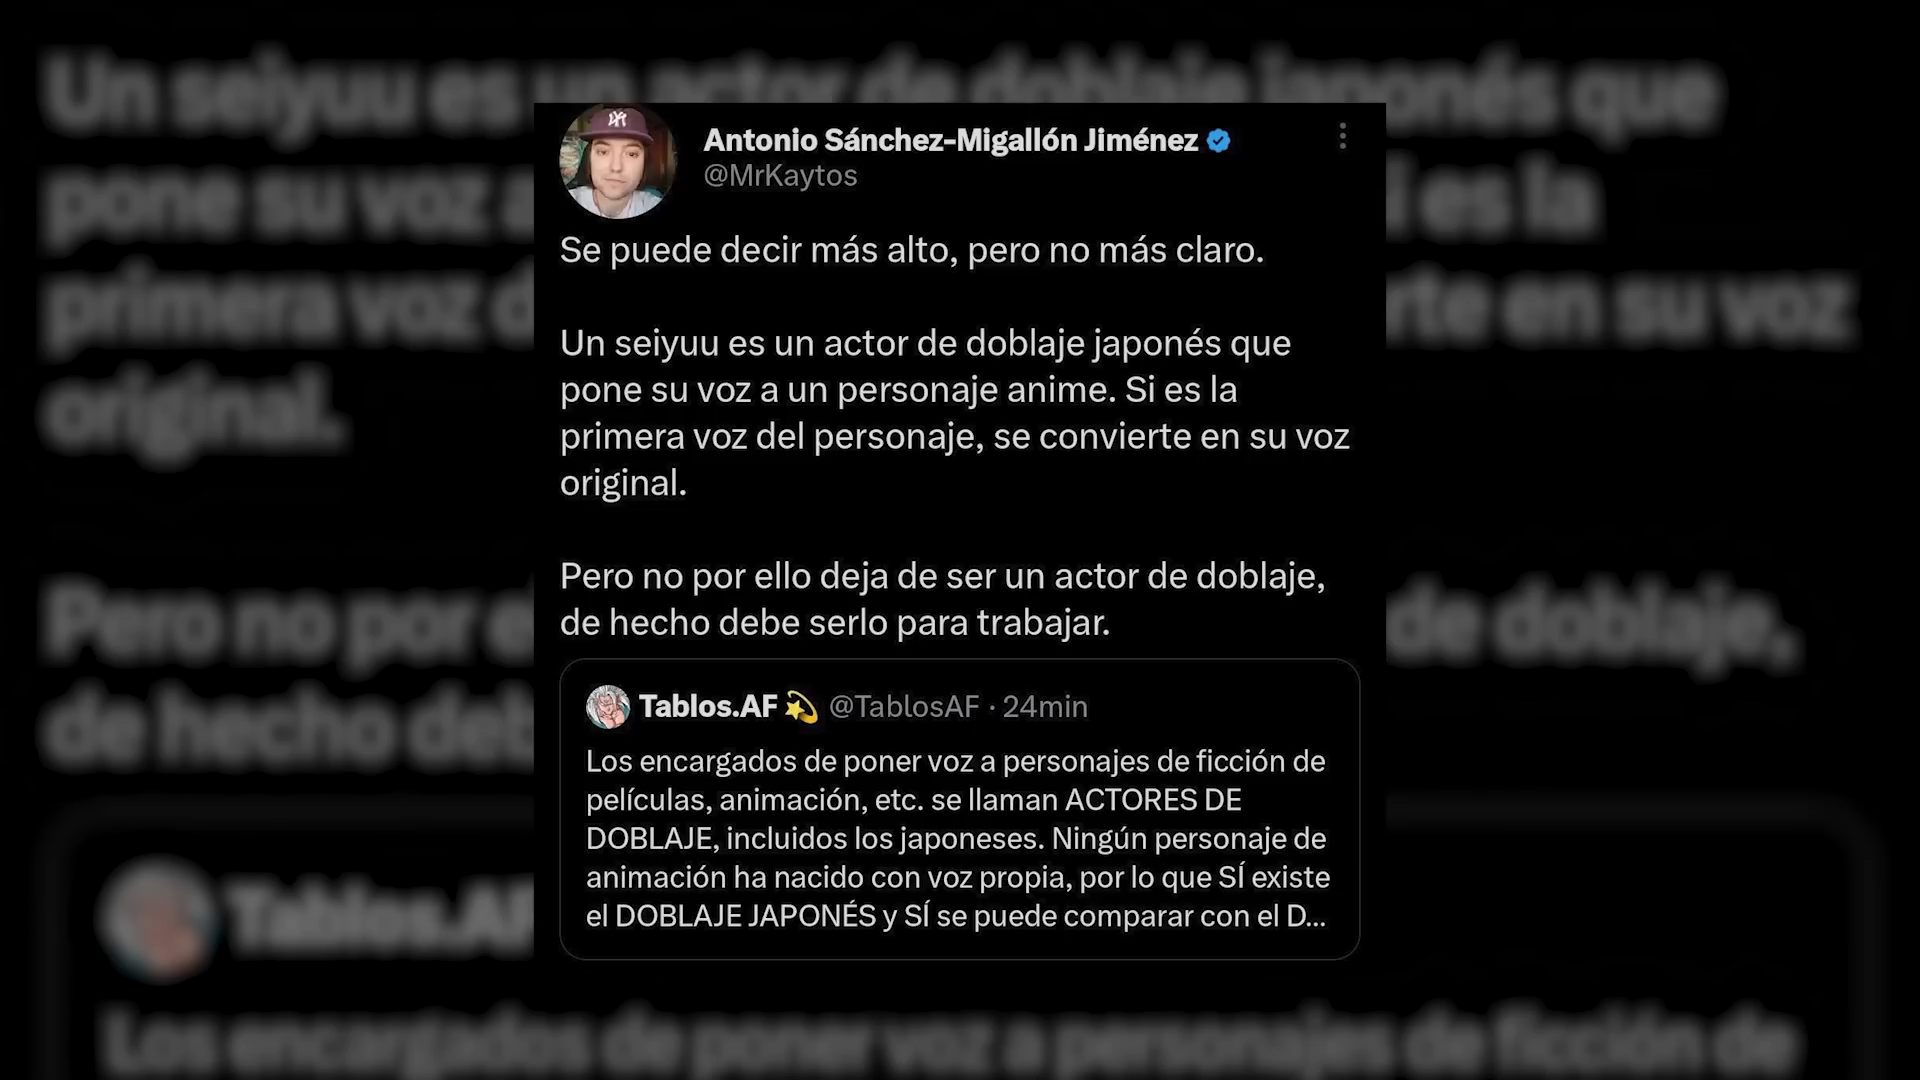 Antonio Sánchez-Migallón Jiménez
@MrKaytos
Se puede decir más alto, pero no más claro.
Un seiyuu es un actor de doblaje japonés que
pone su voz a un personaje anime. Si es la
primera voz del personaje, se convierte en su voz
original.
Pero no por ello deja de ser un actor de doblaje,
de hecho debe serlo para trabajar.
Tablos.AF💫 @TablosAF · 24min
Los encargados de poner voz a personajes de ficción de
películas, animación, etc. se llaman ACTORES DE
DOBLAJE, incluidos los japoneses. Ningún personaje de
animación ha nacido con voz propia, por lo que SÍ existe
el DOBLAJE JAPONÉS y SÍ se puede comparar con el D...